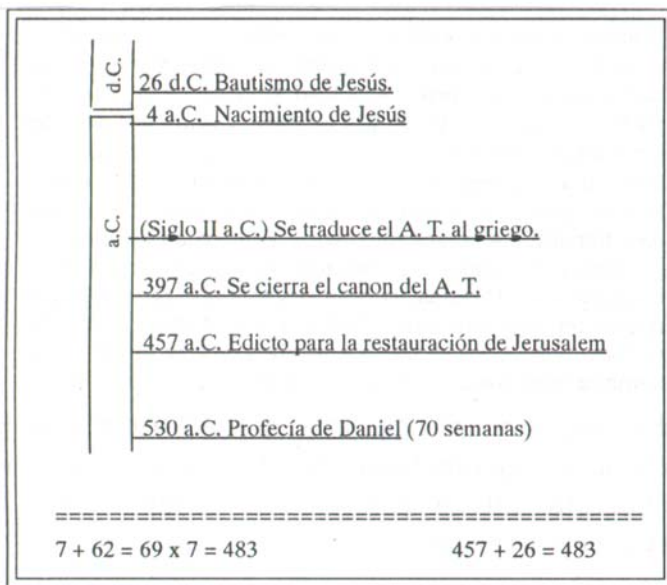 d.C.
26 d.C. Bautismo de Jesús.
4 a.C. Nacimiento de Jesús
a.C.
(Siglo II a.C.) Se traduce el A. T. al griego.
397 a.C. Se cierra el canon del A. T.
457 a.C. Edicto para la restauración de Jerusalem
530 a.C. Profecía de Daniel (70 semanas)
===========================================
7 + 62 = 69 x 7 = 483 457 + 26 = 483